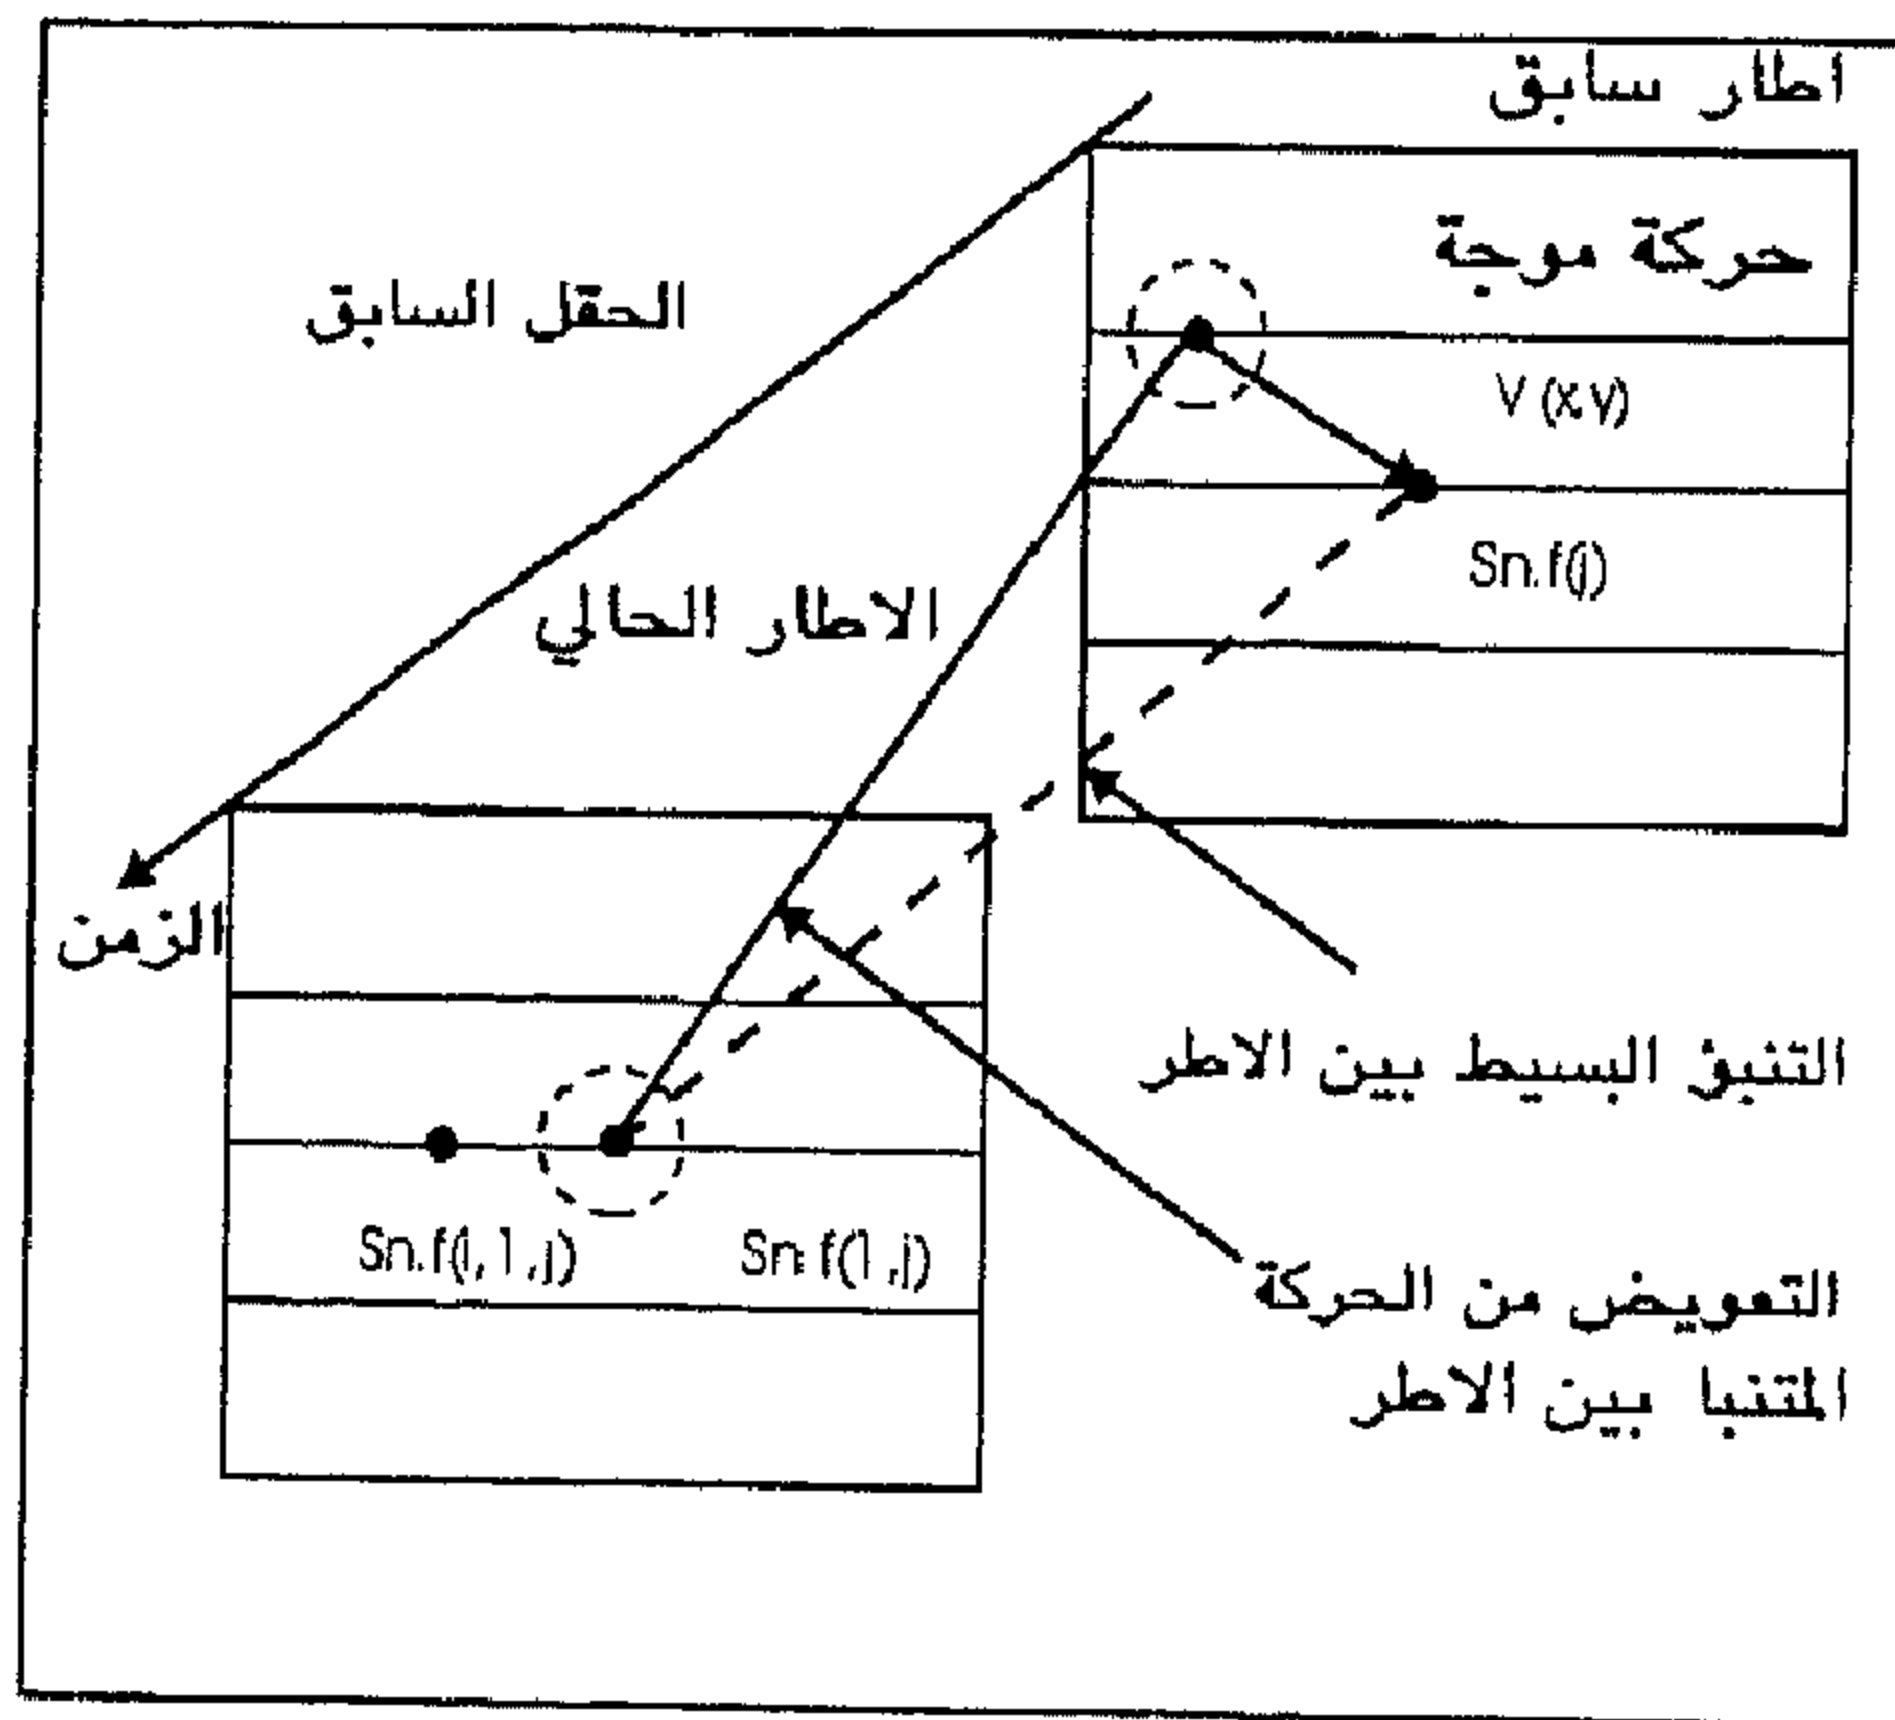 اطار سابق
حركة موجة
الحقل السابق
V (x,y)
Sn.f(j)
الاطار الحالي
الزمن
التنبؤ البسيط بين الاطر
Sn.f(i,1,j)
Sn.f(1,j)
التعويض من الحركة
المتنبا بين الاطر